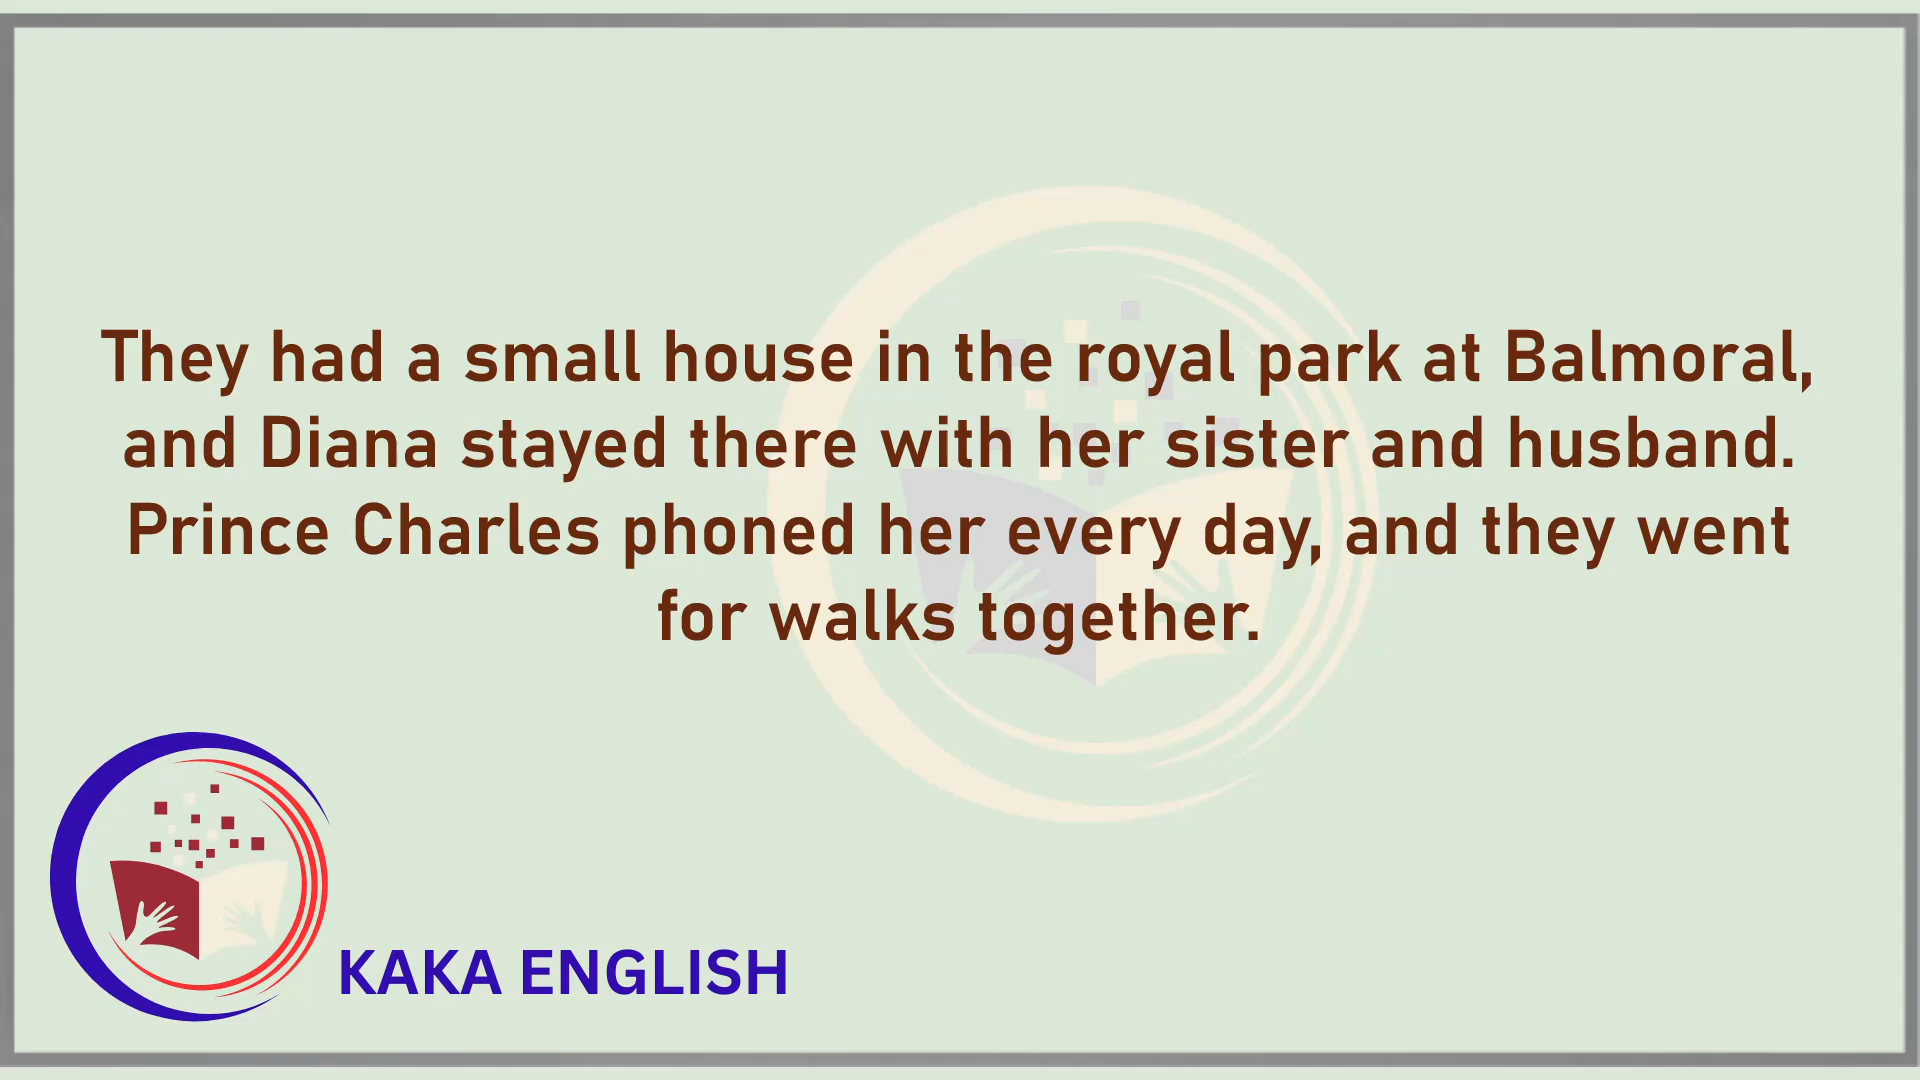 They had a small house in the royal park at Balmoral,
and Diana stayed there with her sister and husband.
Prince Charles phoned her every day, and they went
for walks together.
KAKA ENGLISH